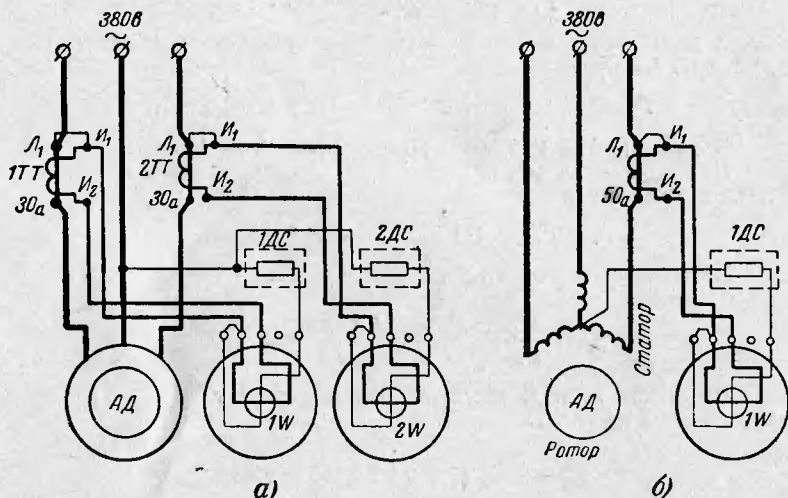 380в
~
Л1
И1
1ТТ
И2
30а
Л1
И1
2ТТ
И2
30а
1ДС
2ДС
АД
1W
2W
а)
380в
~
Л1
И1
И2
50а
1ДС
Статор
АД
Ротор
1W
б)